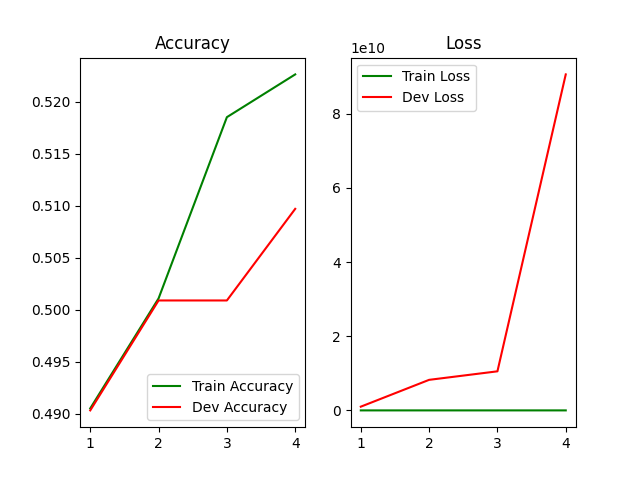 Accuracy
0.520
0.515
0.510
0.505
0.500
0.495
0.490
1 2 3 4
Train Accuracy
Dev Accuracy
Loss
1e10
8
6
4
2
0
1 2 3 4
Train Loss
Dev Loss